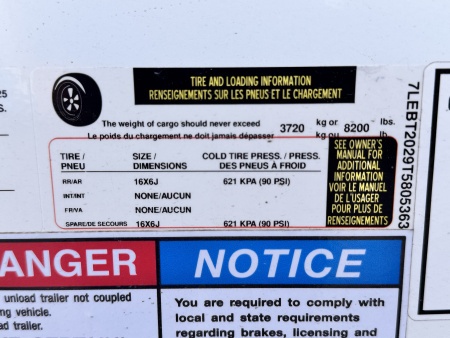 25
S.
TIRE AND LOADING INFORMATION
RENSEIGNEMENTS SUR LES PNEUS ET LE CHARGEMENT
The weight of cargo should never exceed kg or lbs.
Le poids du chargement ne doit jamais dépasser 3720 kg ou 8200 lb.
TIRE / SIZE / COLD TIRE PRESS. / PRESS.
PNEU DIMENSIONS DES PNEUS À FROID
RR/AR 16X6J 621 KPA (90 PSI)
INT/INT NONE/AUCUN
FR/VA NONE/AUCUN
SPARE/DE SECOURS 16X6J 621 KPA (90 PSI)
SEE OWNER'S
MANUAL FOR
ADDITIONAL
INFORMATION
VOIR LE MANUEL
DE L'USAGER
POUR PLUS DE
RENSEIGNEMENTS
7LEBT2029T5805363
ANGER
unload trailer not coupled
ng vehicle.
ad trailer.
NOTICE
You are required to comply with
local and state requirements
regarding brakes, licensing and